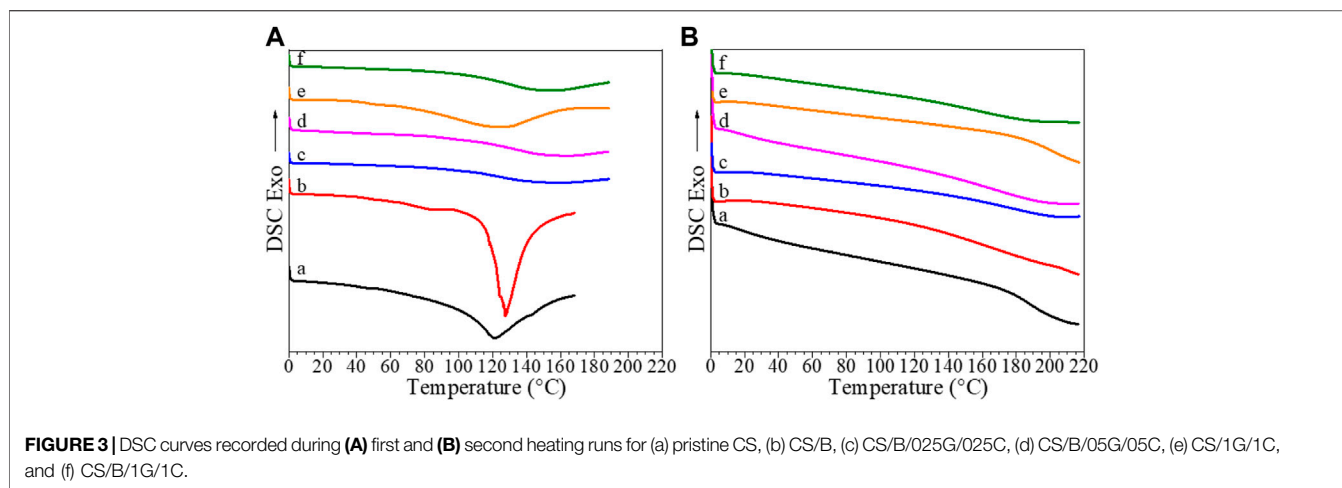 A
B
f
e
d
c
b
a
DSC Exo
0 20 40 60 80 100 120 140 160 180 200 220
Temperature (°C)
f
e
d
c
b
a
DSC Exo
0 20 40 60 80 100 120 140 160 180 200 220
Temperature (°C)
FIGURE 3 | DSC curves recorded during (A) first and (B) second heating runs for (a) pristine CS, (b) CS/B, (c) CS/B/025G/025C, (d) CS/B/05G/05C, (e) CS/1G/1C,
and (f) CS/B/1G/1C.